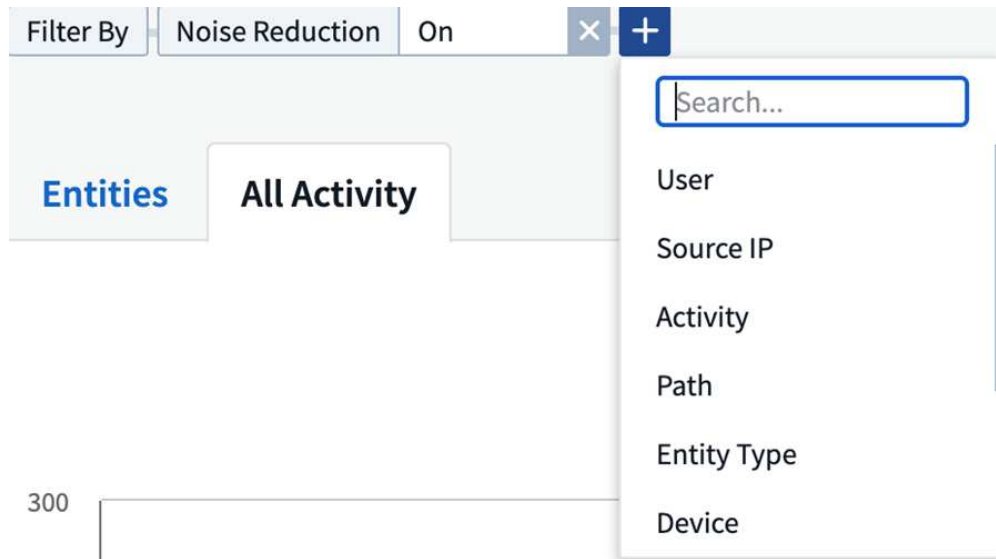 Filter By Noise Reduction On
Search...
User
Entities All Activity
Source IP
Activity
Path
Entity Type
300
Device